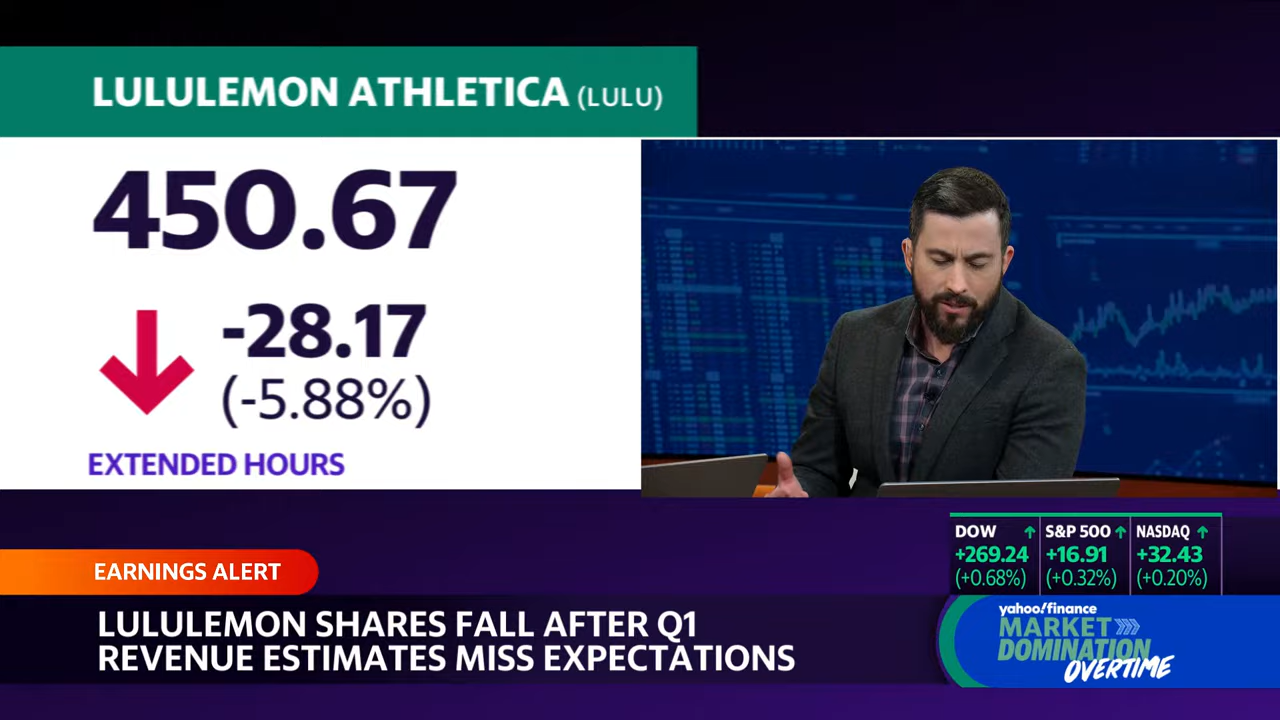 LULULEMON ATHLETICA (LULU)
450.67
-28.17
(-5.88%)
EXTENDED HOURS
EARNINGS ALERT
LULULEMON SHARES FALL AFTER Q1
REVENUE ESTIMATES MISS EXPECTATIONS
DOW
+269.24
(+0.68%)
S&P 500
+16.91
(+0.32%)
NASDAQ
+32.43
(+0.20%)
yahoo!finance
MARKET
DOMINATION
OVERTIME